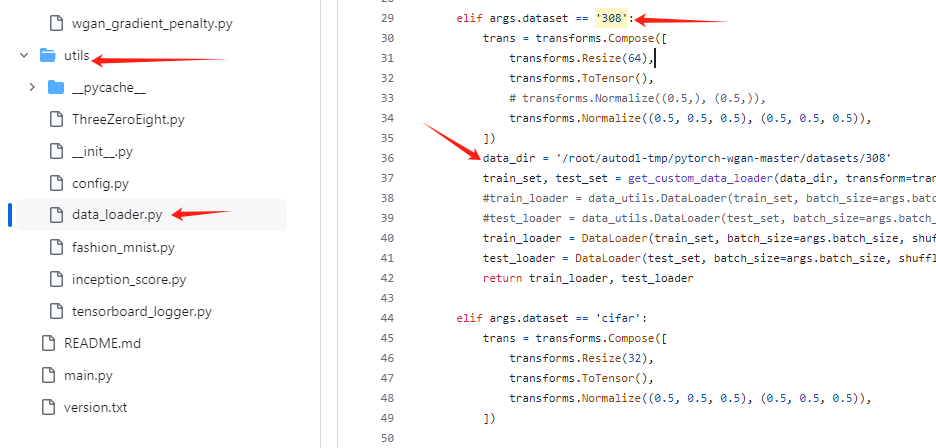 wgan_gradient_penalty.py
utils
__pycache__
ThreeZeroEight.py
__init__.py
config.py
data_loader.py
fashion_mnist.py
inception_score.py
tensorboard_logger.py
README.md
main.py
version.txt
29 elif args.dataset == '308':
30 trans = transforms.Compose([
31 transforms.Resize(64),
32 transforms.ToTensor(),
33 # transforms.Normalize((0.5,), (0.5,)),
34 transforms.Normalize((0.5, 0.5, 0.5), (0.5, 0.5, 0.5)),
35 ])
36 data_dir = '/root/autodl-tmp/pytorch-wgan-master/datasets/308'
37 train_set, test_set = get_custom_data_loader(data_dir, transform=tran
38 #train_loader = data_utils.DataLoader(train_set, batch_size=args.batc
39 #test_loader = data_utils.DataLoader(test_set, batch_size=args.batch_
40 train_loader = DataLoader(train_set, batch_size=args.batch_size, shuf
41 test_loader = DataLoader(test_set, batch_size=args.batch_size, shuffl
42 return train_loader, test_loader
43
44 elif args.dataset == 'cifar':
45 trans = transforms.Compose([
46 transforms.Resize(32),
47 transforms.ToTensor(),
48 transforms.Normalize((0.5, 0.5, 0.5), (0.5, 0.5, 0.5)),
49 ])
50